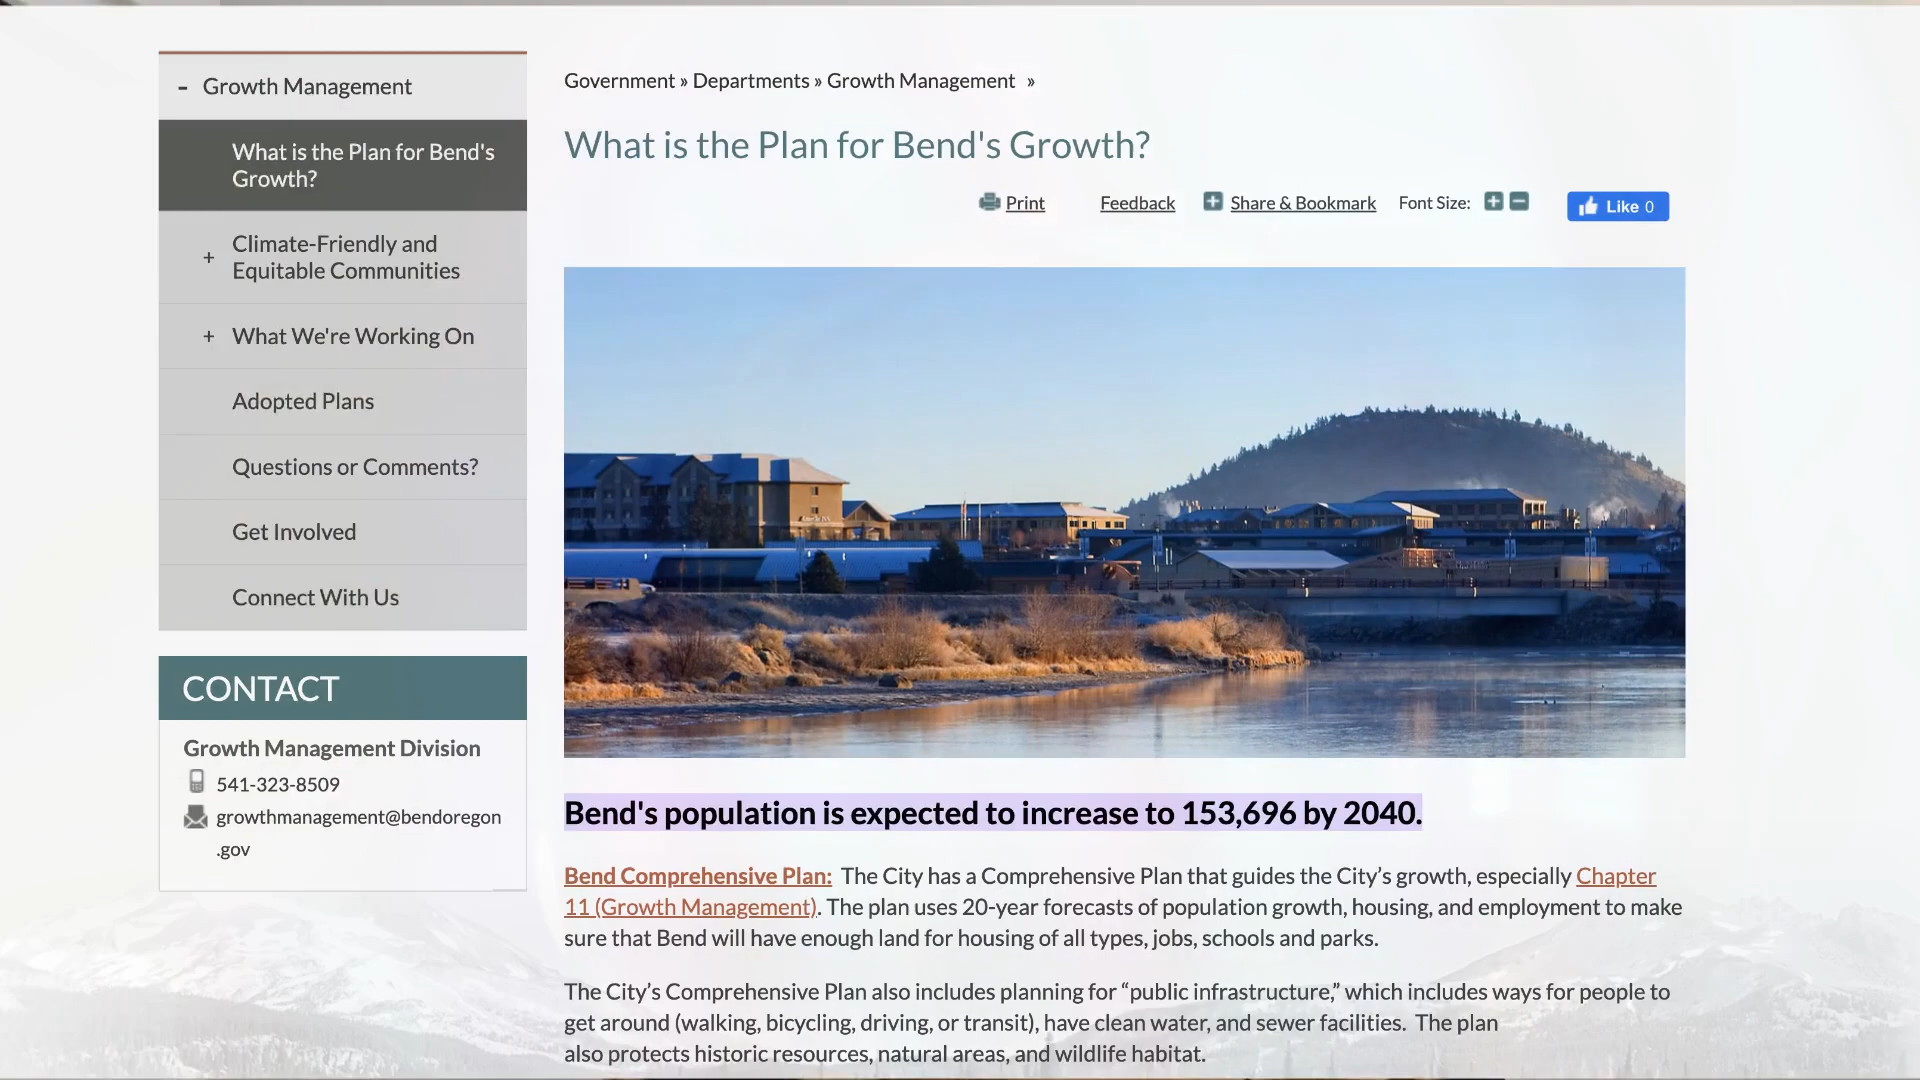 - Growth Management
What is the Plan for Bend's
Growth?
+ Climate-Friendly and
Equitable Communities
+ What We're Working On
Adopted Plans
Questions or Comments?
Get Involved
Connect With Us
CONTACT
Growth Management Division
541-323-8509
growthmanagement@bendoregon
.gov
Government » Departments » Growth Management »
What is the Plan for Bend's Growth?
Print Feedback Share & Bookmark Font Size: + − Like 0
Bend's population is expected to increase to 153,696 by 2040.
Bend Comprehensive Plan: The City has a Comprehensive Plan that guides the City’s growth, especially Chapter
11 (Growth Management). The plan uses 20-year forecasts of population growth, housing, and employment to make
sure that Bend will have enough land for housing of all types, jobs, schools and parks.
The City’s Comprehensive Plan also includes planning for “public infrastructure,” which includes ways for people to
get around (walking, bicycling, driving, or transit), have clean water, and sewer facilities. The plan
also protects historic resources, natural areas, and wildlife habitat.